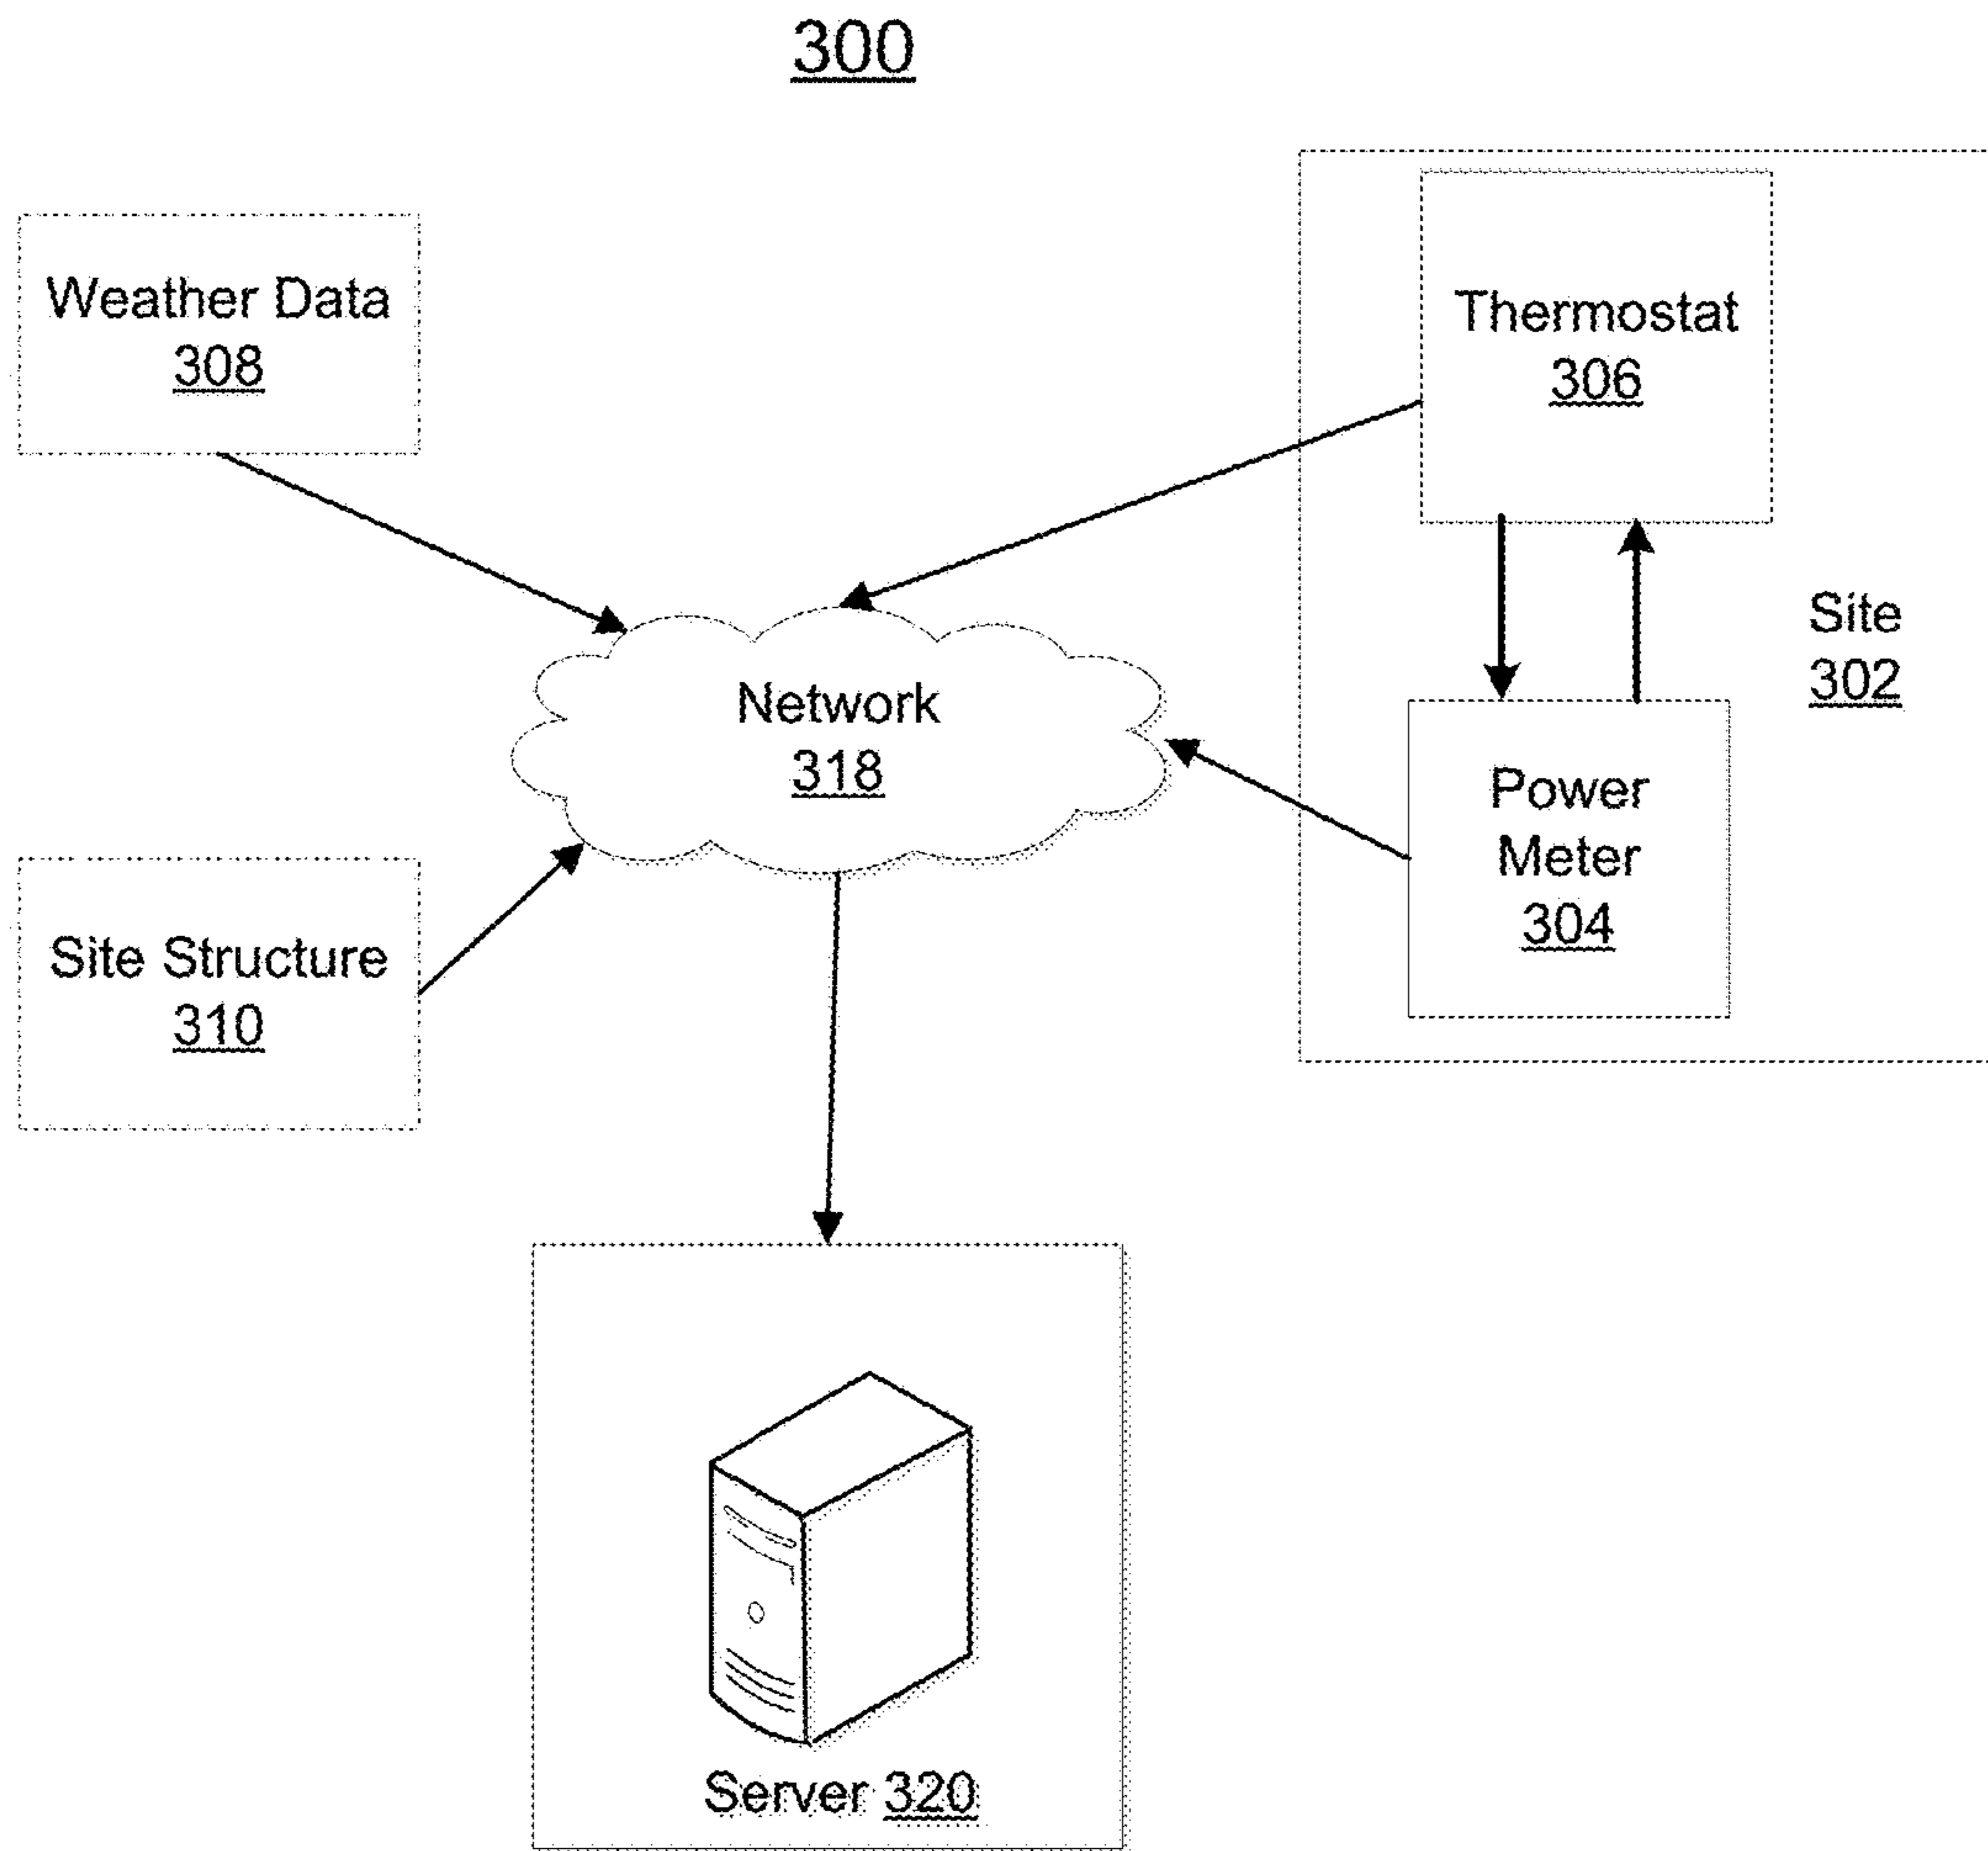 300
Weather Data
308
Thermostat
306
Site
302
Network
318
Power
Meter
304
Site Structure
310
Server 320